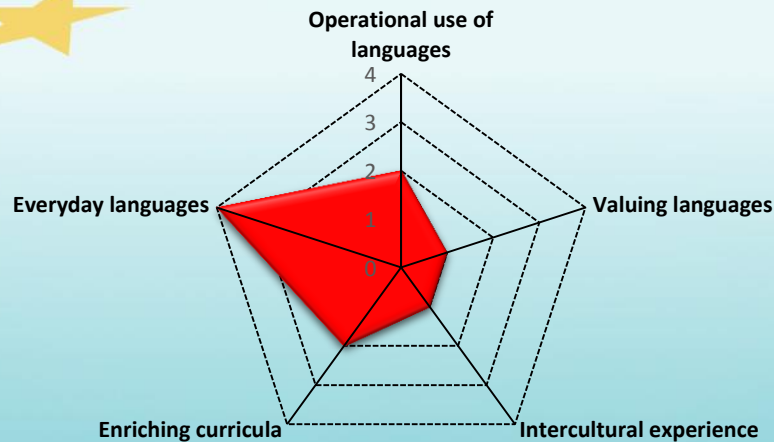 Operational use of
languages
4
3
2
1
0
Everyday languages
Valuing languages
Enriching curricula
Intercultural experience